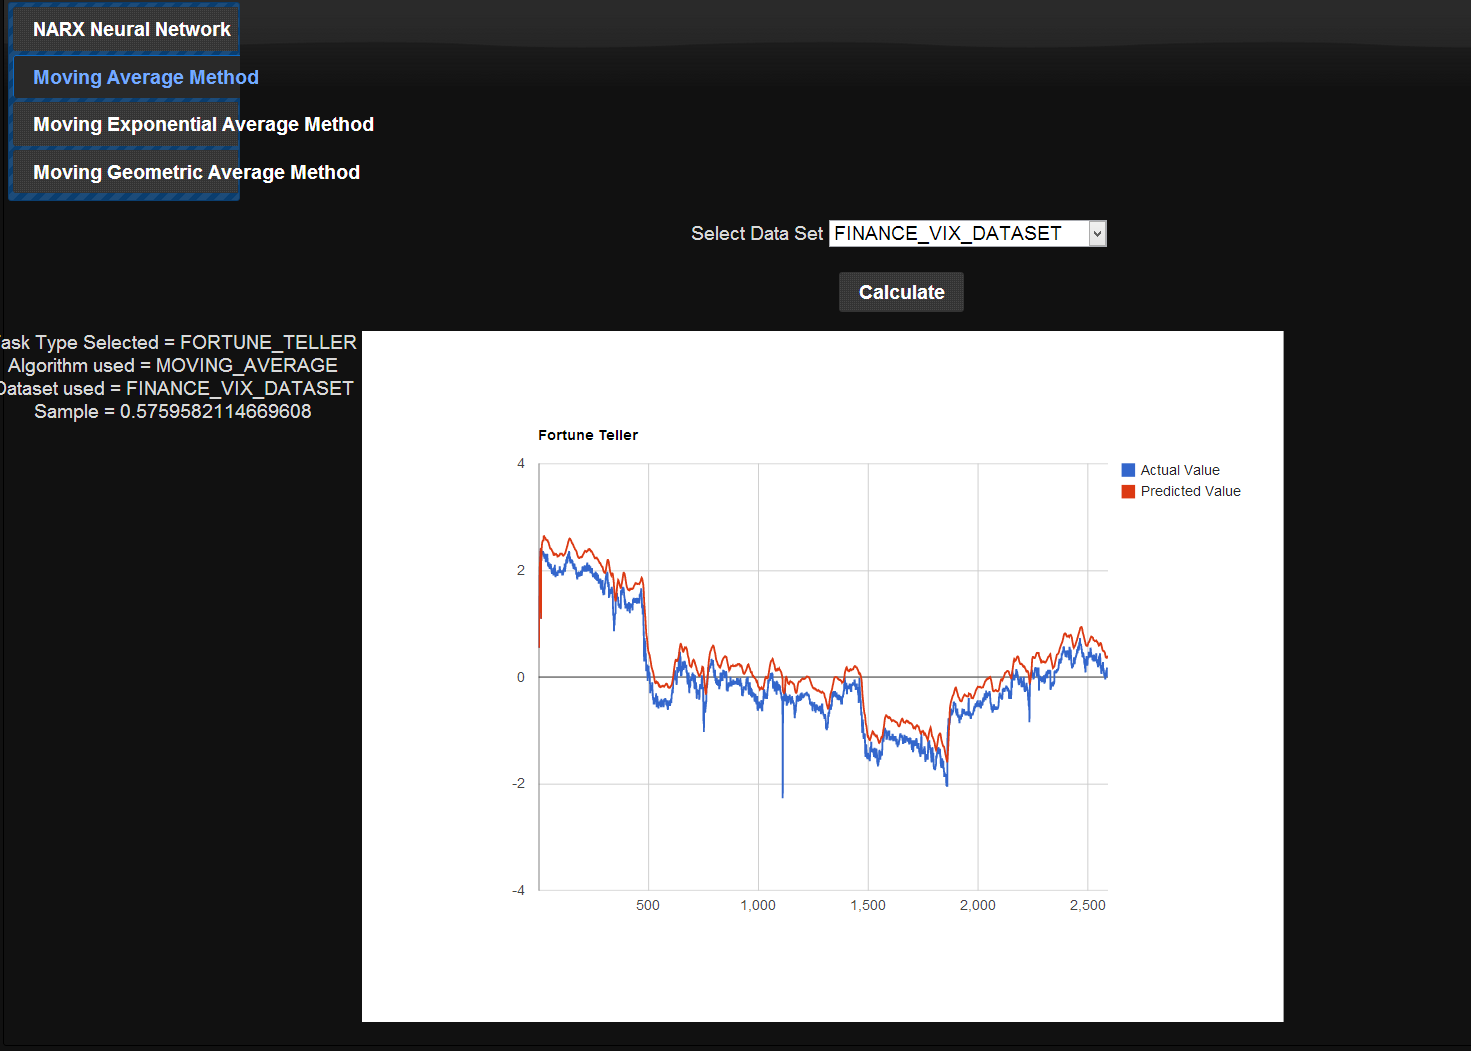 NARX Neural Network
Moving Average Method
Moving Exponential Average Method
Moving Geometric Average Method
Select Data Set FINANCE_VIX_DATASET
Calculate
ask Type Selected = FORTUNE_TELLER
Algorithm used = MOVING_AVERAGE
Dataset used = FINANCE_VIX_DATASET
Sample = 0.5759582114669608
Fortune Teller
4
2
0
-2
-4
500 1,000 1,500 2,000 2,500
Actual Value
Predicted Value